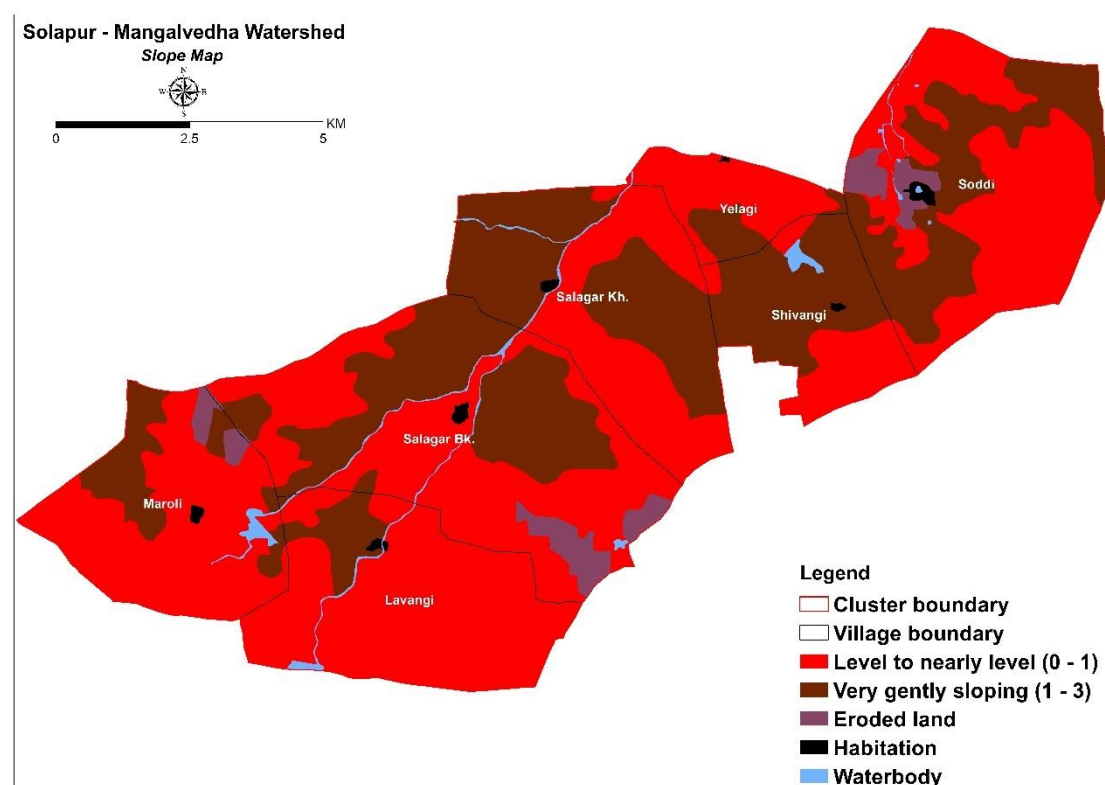 Solapur - Mangalvedha Watershed
Slope Map
N
W
E
S
KM
0 2.5 5
Soddi
Yelagi
Salagar Kh.
Shivangi
Salagar Bk.
Maroli
Lavangi
Legend
Cluster boundary
Village boundary
Level to nearly level (0 - 1)
Very gently sloping (1 - 3)
Eroded land
Habitation
Waterbody